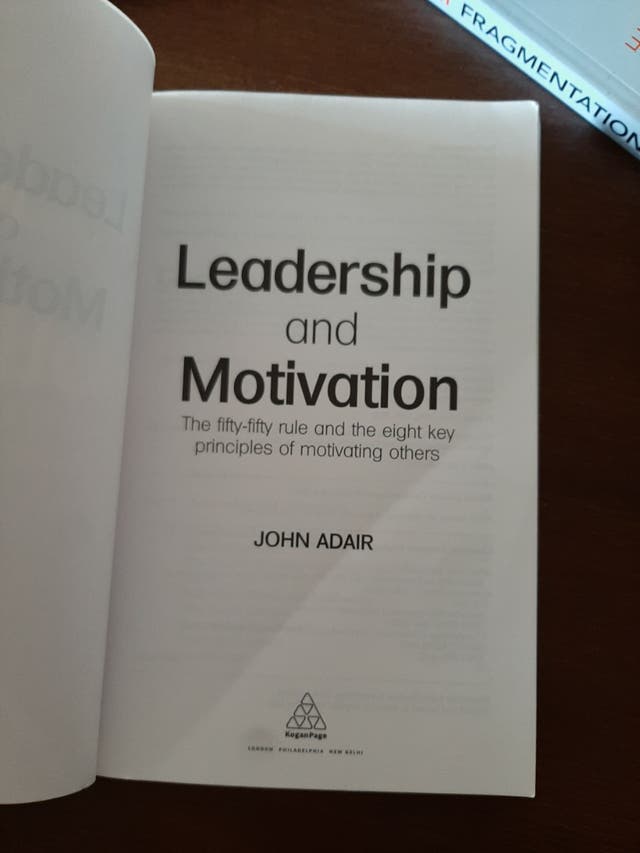 FRAGMENTATION
Leadership
and
Motivation
The fifty-fifty rule and the eight key
principles of motivating others
JOHN ADAIR
KoganPage
LONDON PHILADELPHIA NEW DELHI